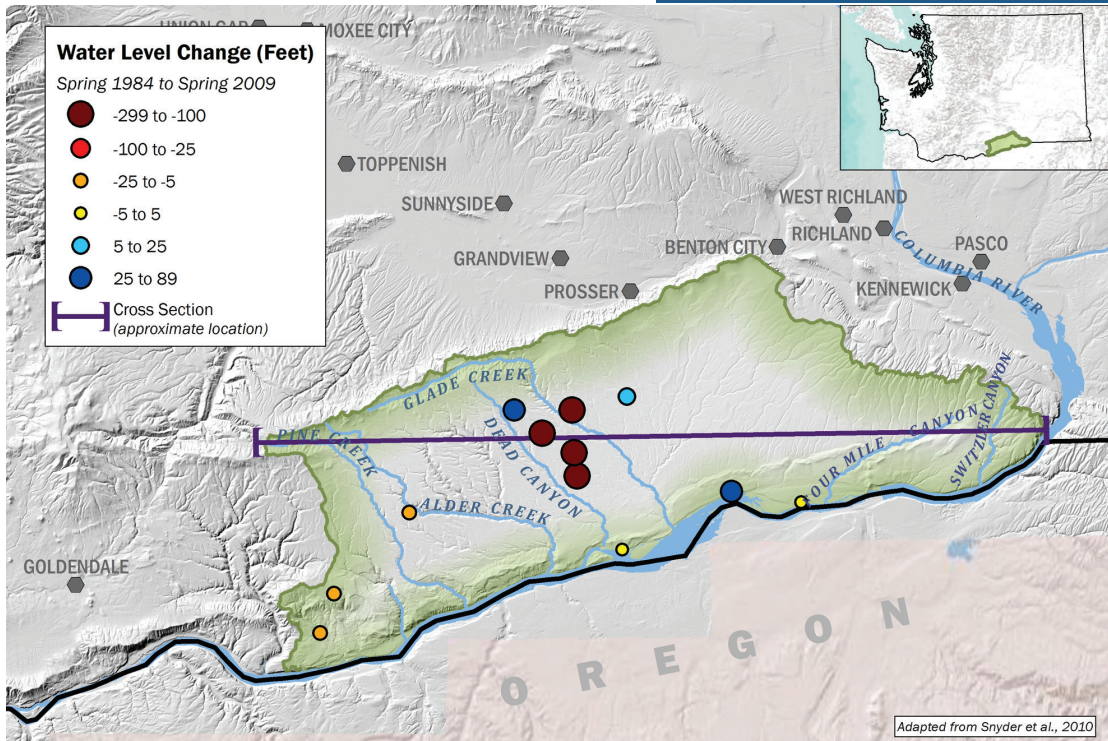 UNION GAP
MOXEE CITY
Water Level Change (Feet)
Spring 1984 to Spring 2009
-299 to -100
-100 to -25
-25 to -5
-5 to 5
5 to 25
25 to 89
Cross Section
(approximate location)
TOPPENISH
SUNNYSIDE
GRANDVIEW
PROSSER
BENTON CITY
WEST RICHLAND
RICHLAND
PASCO
KENNEWICK
COLUMBIA RIVER
GLADE CREEK
PINE CREEK
DEAD CANYON
ALDER CREEK
OUR MILE CANYON
SWITZLER CANYON
GOLDENDALE
OREGON
Adapted from Snyder et al., 2010